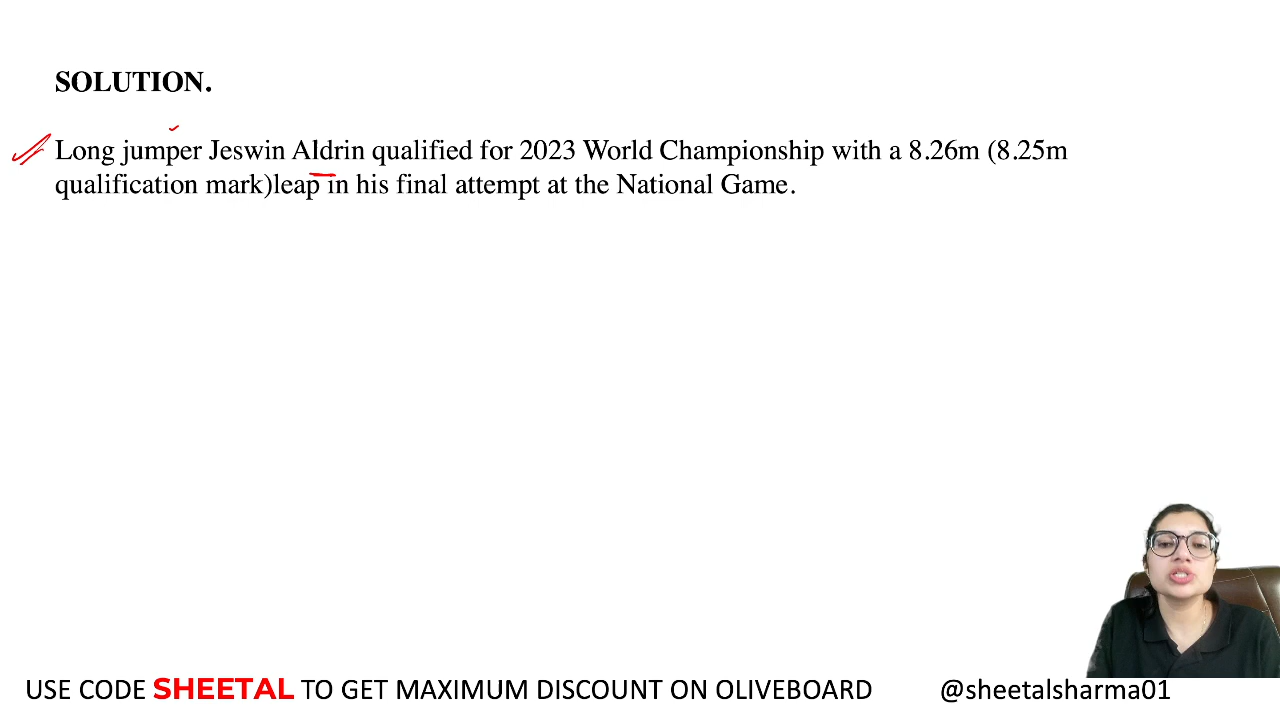 SOLUTION.
Long jumper Jeswin Aldrin qualified for 2023 World Championship with a 8.26m (8.25m
qualification mark)leap in his final attempt at the National Game.
USE CODE SHEETAL TO GET MAXIMUM DISCOUNT ON OLIVEBOARD
@sheetalsharma01